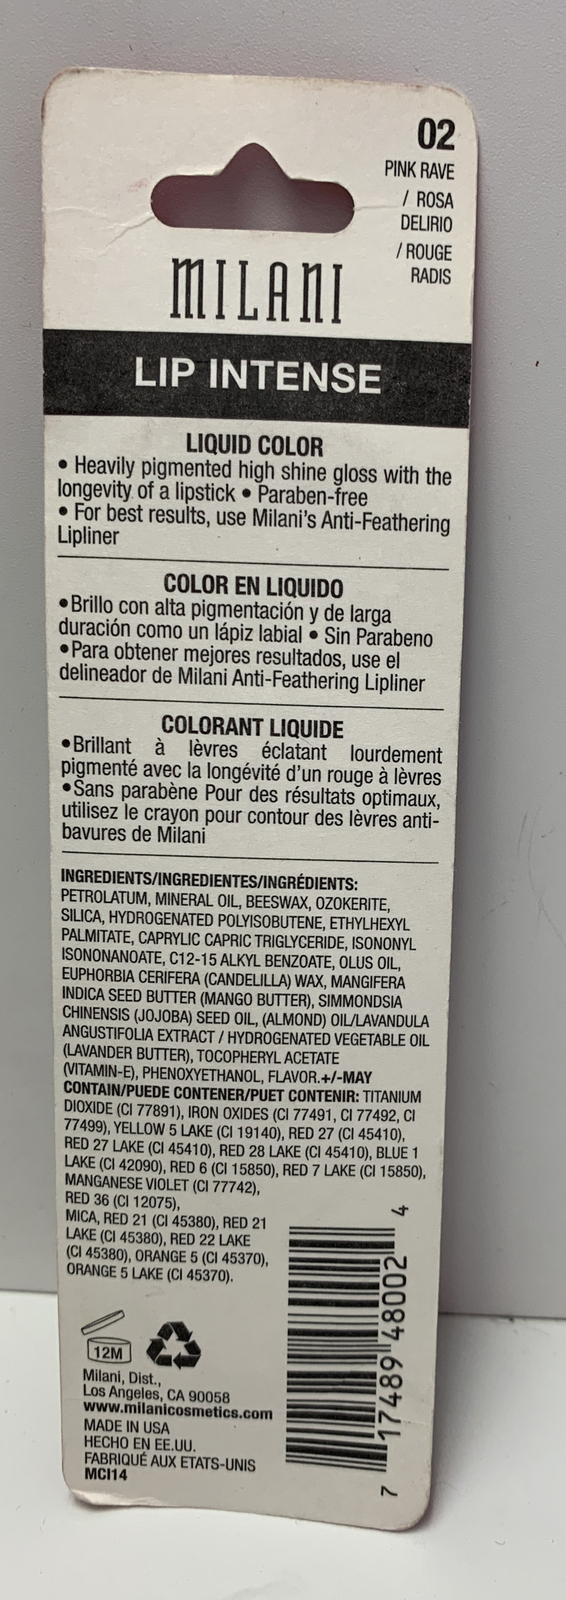 02
PINK RAVE
/ ROSA
DELIRIO
/ ROUGE
RADIS
MILANI
LIP INTENSE
LIQUID COLOR
• Heavily pigmented high shine gloss with the
longevity of a lipstick • Paraben-free
• For best results, use Milani's Anti-Feathering
Lipliner
COLOR EN LIQUIDO
•Brillo con alta pigmentación y de larga
duración como un lápiz labial • Sin Parabeno
•Para obtener mejores resultados, use el
delineador de Milani Anti-Feathering Lipliner
COLORANT LIQUIDE
•Brillant à lèvres éclatant lourdement
pigmenté avec la longévité d'un rouge à lèvres
•Sans parabène Pour des résultats optimaux,
utilisez le crayon pour contour des lèvres anti-
bavures de Milani
INGREDIENTS/INGREDIENTES/INGRÉDIENTS:
PETROLATUM, MINERAL OIL, BEESWAX, OZOKERITE,
SILICA, HYDROGENATED POLYISOBUTENE, ETHYLHEXYL
PALMITATE, CAPRYLIC CAPRIC TRIGLYCERIDE, ISONONYL
ISONONANOATE, C12-15 ALKYL BENZOATE, OLUS OIL,
EUPHORBIA CERIFERA (CANDELILLA) WAX, MANGIFERA
INDICA SEED BUTTER (MANGO BUTTER), SIMMONDSIA
CHINENSIS (JOJOBA) SEED OIL, (ALMOND) OIL/LAVANDULA
ANGUSTIFOLIA EXTRACT / HYDROGENATED VEGETABLE OIL
(LAVANDER BUTTER), TOCOPHERYL ACETATE
(VITAMIN-E), PHENOXYETHANOL, FLAVOR.+/-MAY
CONTAIN/PUEDE CONTENER/PUET CONTENIR: TITANIUM
DIOXIDE (CI 77891), IRON OXIDES (CI 77491, CI 77492, CI
77499), YELLOW 5 LAKE (CI 19140), RED 27 (CI 45410),
RED 27 LAKE (CI 45410), RED 28 LAKE (CI 45410), BLUE 1
LAKE (CI 42090), RED 6 (CI 15850), RED 7 LAKE (CI 15850),
MANGANESE VIOLET (CI 77742),
RED 36 (CI 12075),
MICA, RED 21 (CI 45380), RED 21
LAKE (CI 45380), RED 22 LAKE
(CI 45380), ORANGE 5 (CI 45370),
ORANGE 5 LAKE (CI 45370).
12M
Milani, Dist.,
Los Angeles, CA 90058
www.milanicosmetics.com
MADE IN USA
HECHO EN EE.UU.
FABRIQUÉ AUX ETATS-UNIS
MCI14
7 17489 48002 4